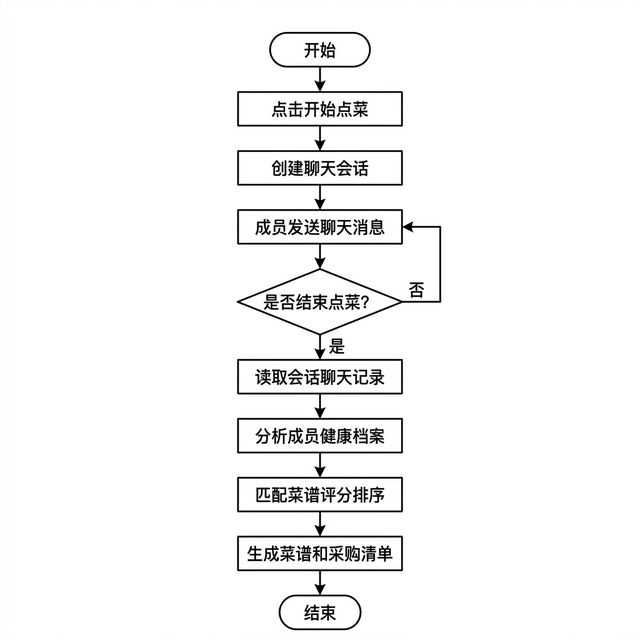 开始
点击开始点菜
创建聊天会话
成员发送聊天消息
是否结束点菜?
否
是
读取会话聊天记录
分析成员健康档案
匹配菜谱评分排序
生成菜谱和采购清单
结束